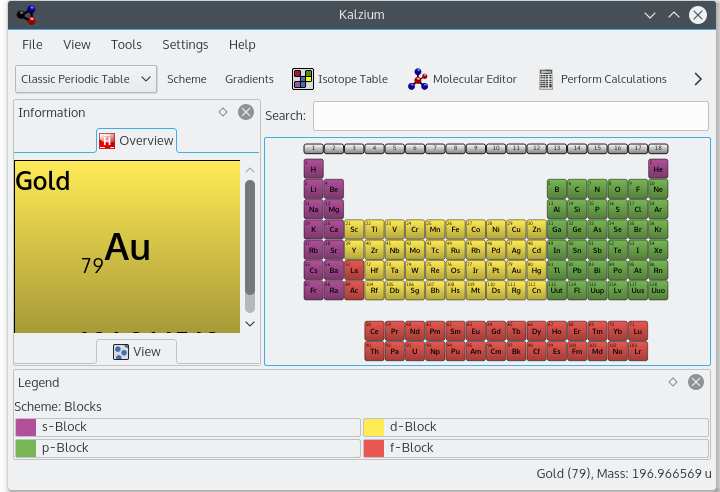 Kalzium
File View Tools Settings Help
Classic Periodic Table Scheme Gradients Isotope Table Molecular Editor Perform Calculations
Information
Search:
Overview
Gold
79Au
View
1 2 3 4 5 6 7 8 9 10 11 12 13 14 15 16 17 18
H He
Li Be B C N O F Ne
Na Mg Al Si P S Cl Ar
K Ca Sc Ti V Cr Mn Fe Co Ni Cu Zn Ga Ge As Se Br Kr
Rb Sr Y Zr Nb Mo Tc Ru Rh Pd Ag Cd In Sn Sb Te I Xe
Cs Ba La Hf Ta W Re Os Ir Pt Au Hg Tl Pb Bi Po At Rn
Fr Ra Ac Rf Db Sg Bh Hs Mt Ds Rg Cn Uut Fl Uup Lv Uus Uuo
Ce Pr Nd Pm Sm Eu Gd Tb Dy Ho Er Tm Yb Lu
Th Pa U Np Pu Am Cm Bk Cf Es Fm Md No Lr
Legend
Scheme: Blocks
s-Block d-Block
p-Block f-Block
Gold (79), Mass: 196.966569 u